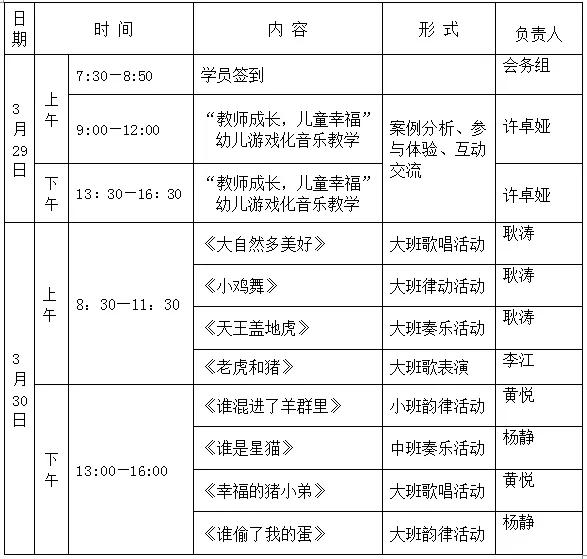 日期 时间 内容 形式 负责人
3月29日 上午 7:30—8:50 学员签到 会务组
9:00—12:00 “教师成长，儿童幸福”
幼儿游戏化音乐教学
案例分析、参
与体验、互动
交流
许卓娅
下午 13：30—16：30 “教师成长，儿童幸福”
幼儿游戏化音乐教学
许卓娅
3月30日 上午 8：30—11：30 《大自然多美好》 大班歌唱活动 耿涛
《小鸡舞》 大班律动活动 耿涛
《天王盖地虎》 大班奏乐活动 耿涛
《老虎和猪》 大班歌表演 李江
下午 13:00—16:00 《谁混进了羊群里》 小班韵律活动 黄悦
《谁是星猫》 中班奏乐活动 杨静
《幸福的猪小弟》 大班歌唱活动 黄悦
《谁偷了我的蛋》 大班韵律活动 杨静